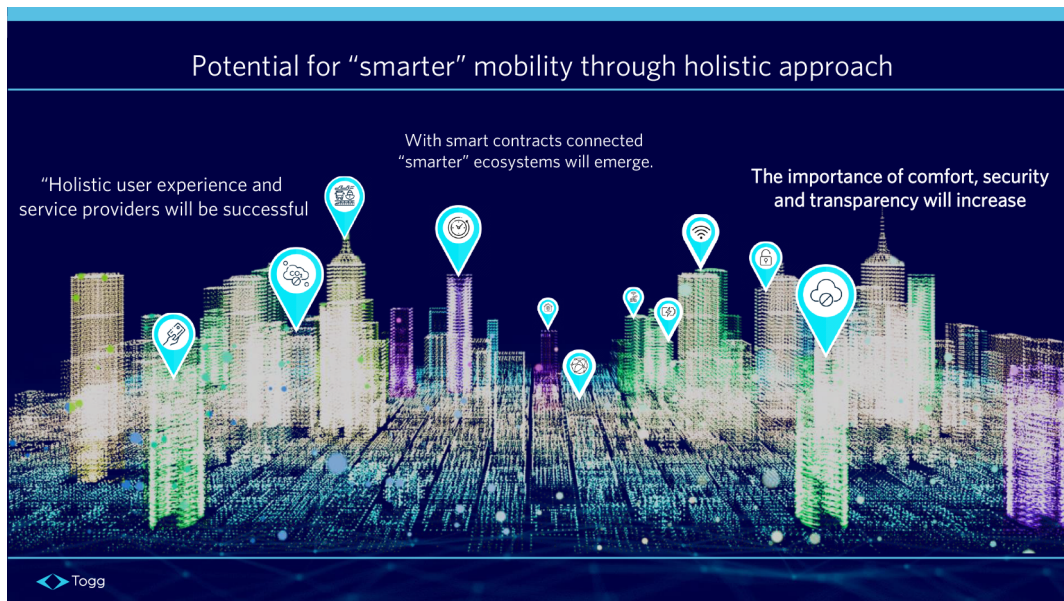 Potential for “smarter” mobility through holistic approach
“Holistic user experience and
service providers will be successful
With smart contracts connected
“smarter” ecosystems will emerge.
The importance of comfort, security
and transparency will increase
CO₂
Togg